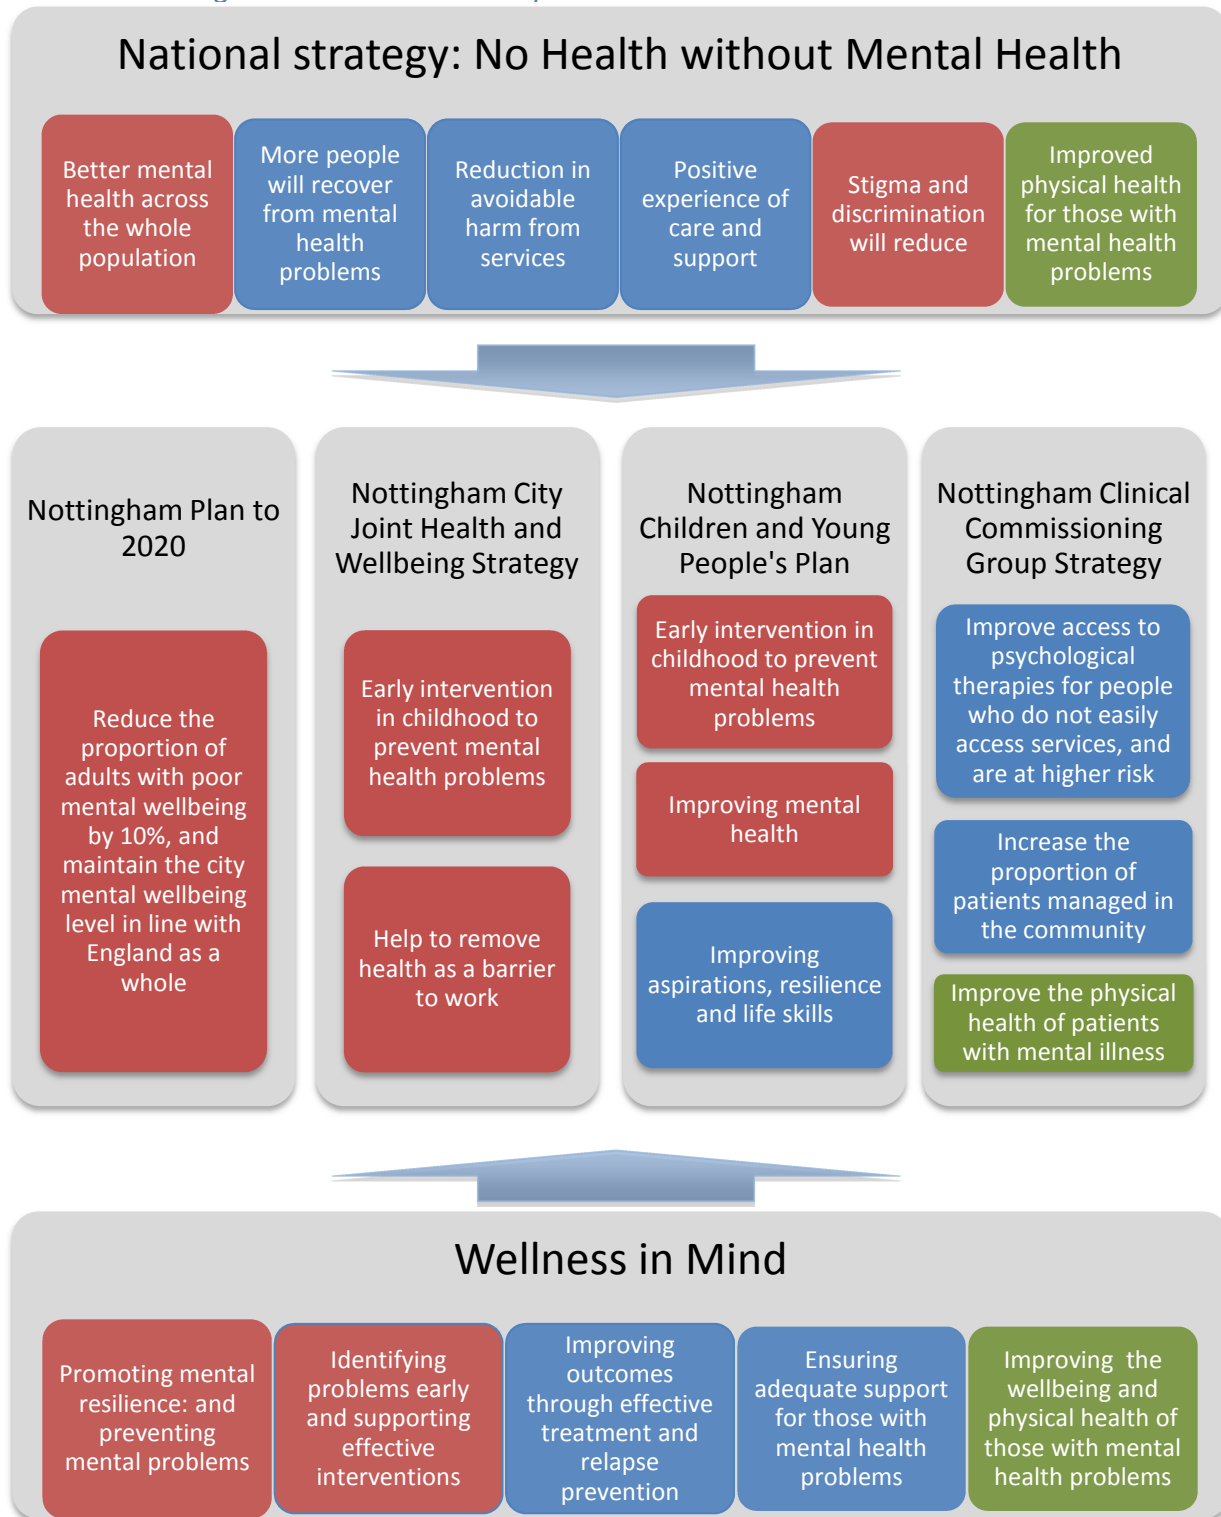 National strategy: No Health without Mental Health
Better mental
health across
the whole
population
More people
will recover
from mental
health
problems
Reduction in
avoidable
harm from
services
Positive
experience of
care and
support
Stigma and
discrimination
will reduce
Improved
physical health
for those with
mental health
problems
Nottingham Plan to
2020
Reduce the
proportion of
adults with poor
mental wellbeing
by 10%, and
maintain the city
mental wellbeing
level in line with
England as a
whole
Nottingham City
Joint Health and
Wellbeing Strategy
Early intervention
in childhood to
prevent mental
health problems
Help to remove
health as a barrier
to work
Nottingham
Children and Young
People's Plan
Early intervention in
childhood to prevent
mental health
problems
Improving mental
health
Improving
aspirations, resilience
and life skills
Nottingham Clinical
Commissioning
Group Strategy
Improve access to
psychological
therapies for people
who do not easily
access services, and
are at higher risk
Increase the
proportion of
patients managed in
the community
Improve the physical
health of patients
with mental illness
Wellness in Mind
Promoting mental
resilience: and
preventing
mental problems
Identifying
problems early
and supporting
effective
interventions
Improving
outcomes
through effective
treatment and
relapse
prevention
Ensuring
adequate support
for those with
mental health
problems
Improving the
wellbeing and
physical health of
those with mental
health problems